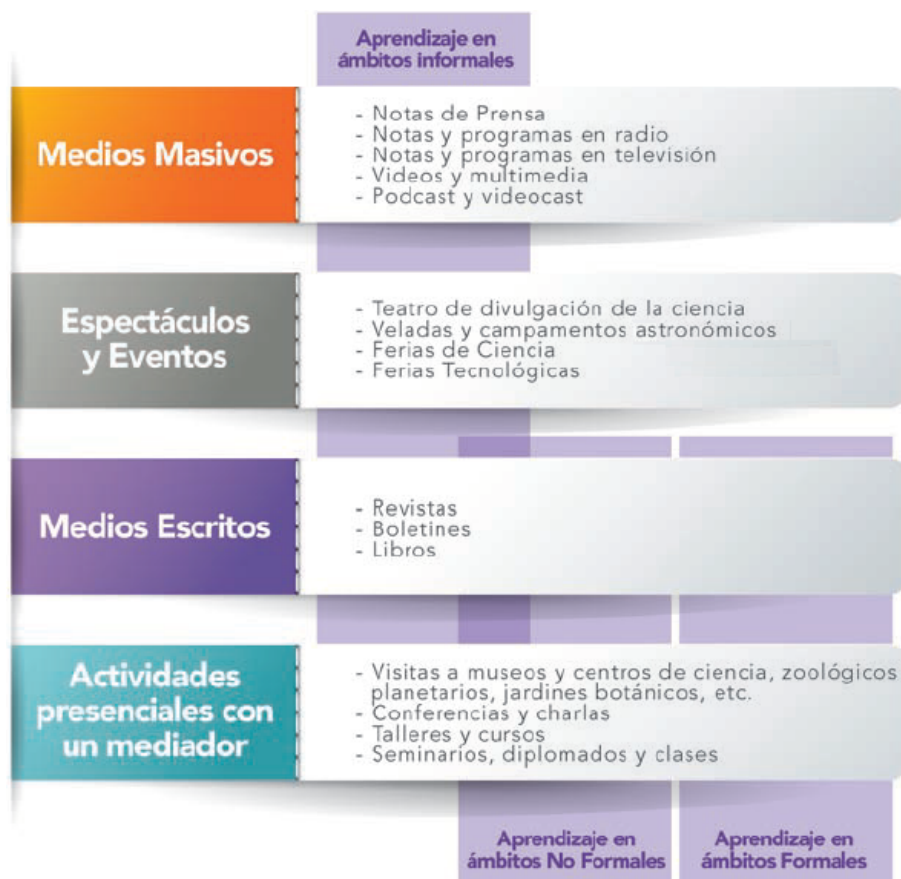 Aprendizaje en
ámbitos informales
Medios Masivos
- Notas de Prensa
- Notas y programas en radio
- Notas y programas en televisión
- Videos y multimedia
- Podcast y videocast
Espectáculos
y Eventos
- Teatro de divulgación de la ciencia
- Veladas y campamentos astronómicos
- Ferias de Ciencia
- Ferias Tecnológicas
Medios Escritos
- Revistas
- Boletines
- Libros
Actividades
presenciales con
un mediador
- Visitas a museos y centros de ciencia, zoológicos
planetarios, jardines botánicos, etc.
- Conferencias y charlas
- Talleres y cursos
- Seminarios, diplomados y clases
Aprendizaje en
ámbitos No Formales
Aprendizaje en
ámbitos Formales